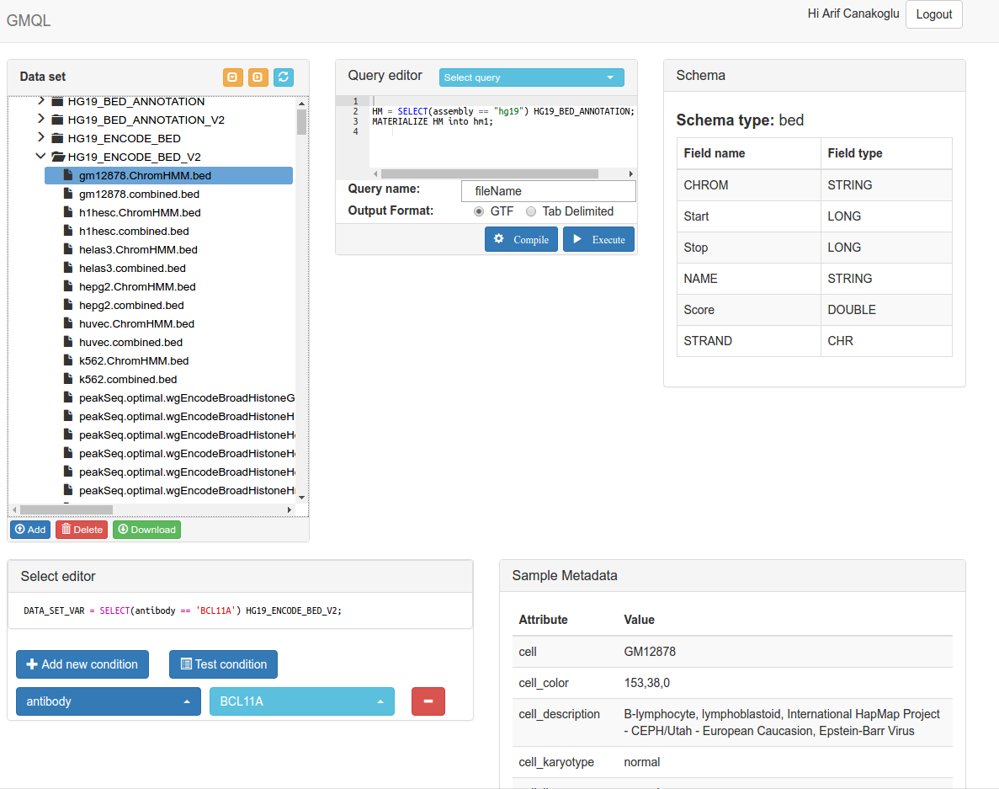 GMQL
Hi Arif Canakoglu
Logout
Data set
HG19_BED_ANNOTATION
HG19_BED_ANNOTATION_V2
HG19_ENCODE_BED
HG19_ENCODE_BED_V2
gm12878.ChromHMM.bed
gm12878.combined.bed
h1hesc.ChromHMM.bed
h1hesc.combined.bed
helas3.ChromHMM.bed
helas3.combined.bed
hepg2.ChromHMM.bed
hepg2.combined.bed
huvec.ChromHMM.bed
huvec.combined.bed
k562.ChromHMM.bed
k562.combined.bed
peakSeq.optimal.wgEncodeBroadHistoneG
peakSeq.optimal.wgEncodeBroadHistoneH
peakSeq.optimal.wgEncodeBroadHistoneH
peakSeq.optimal.wgEncodeBroadHistoneH
peakSeq.optimal.wgEncodeBroadHistoneH
peakSeq.optimal.wgEncodeBroadHistoneH
Add Delete Download
Query editor
Select query
1
2 HM = SELECT(assembly == "hg19") HG19_BED_ANNOTATION;
3 MATERIALIZE HM into hm1;
4
Query name: fileName
Output Format: GTF Tab Delimited
Compile Execute
Schema
Schema type: bed
Field name Field type
CHROM STRING
Start LONG
Stop LONG
NAME STRING
Score DOUBLE
STRAND CHR
Select editor
DATA_SET_VAR = SELECT(antibody == 'BCL11A') HG19_ENCODE_BED_V2;
Add new condition Test condition
antibody BCL11A
Sample Metadata
Attribute Value
cell GM12878
cell_color 153,38,0
cell_description B-lymphocyte, lymphoblastoid, International HapMap Project
- CEPH/Utah - European Caucasion, Epstein-Barr Virus
cell_karyotype normal